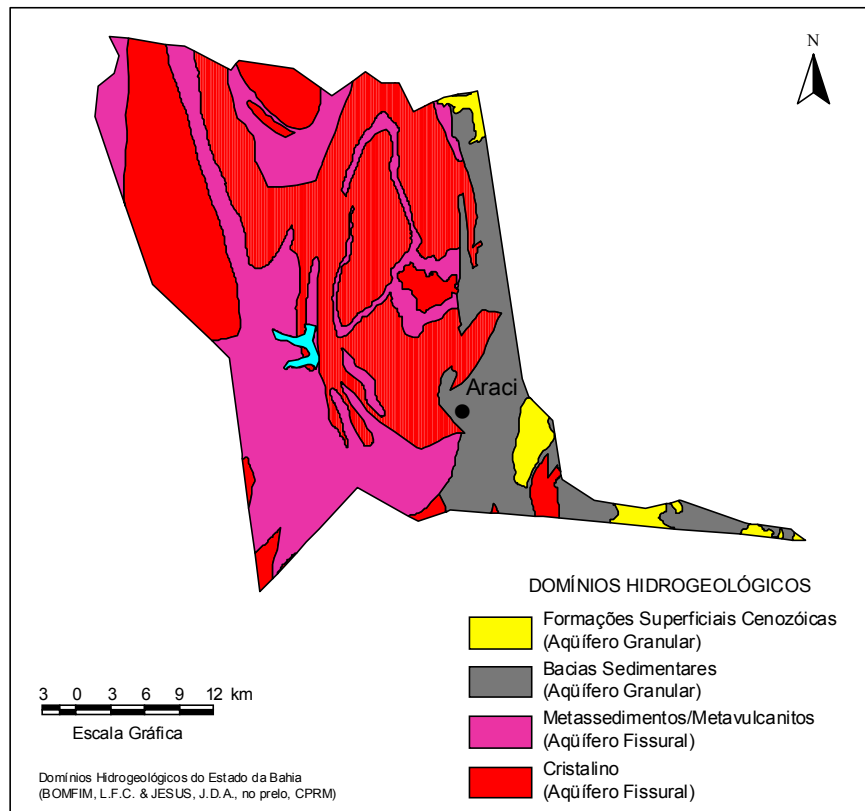 N
Araci
DOMÍNIOS HIDROGEOLÓGICOS
Formações Superficiais Cenozóicas
(Aqüífero Granular)
Bacias Sedimentares
(Aqüífero Granular)
Metassedimentos/Metavulcanitos
(Aqüífero Fissural)
Cristalino
(Aqüífero Fissural)
3 0 3 6 9 12 km
Escala Gráfica
Domínios Hidrogeológicos do Estado da Bahia
(BOMFIM, L.F.C. & JESUS, J.D.A., no prelo, CPRM)